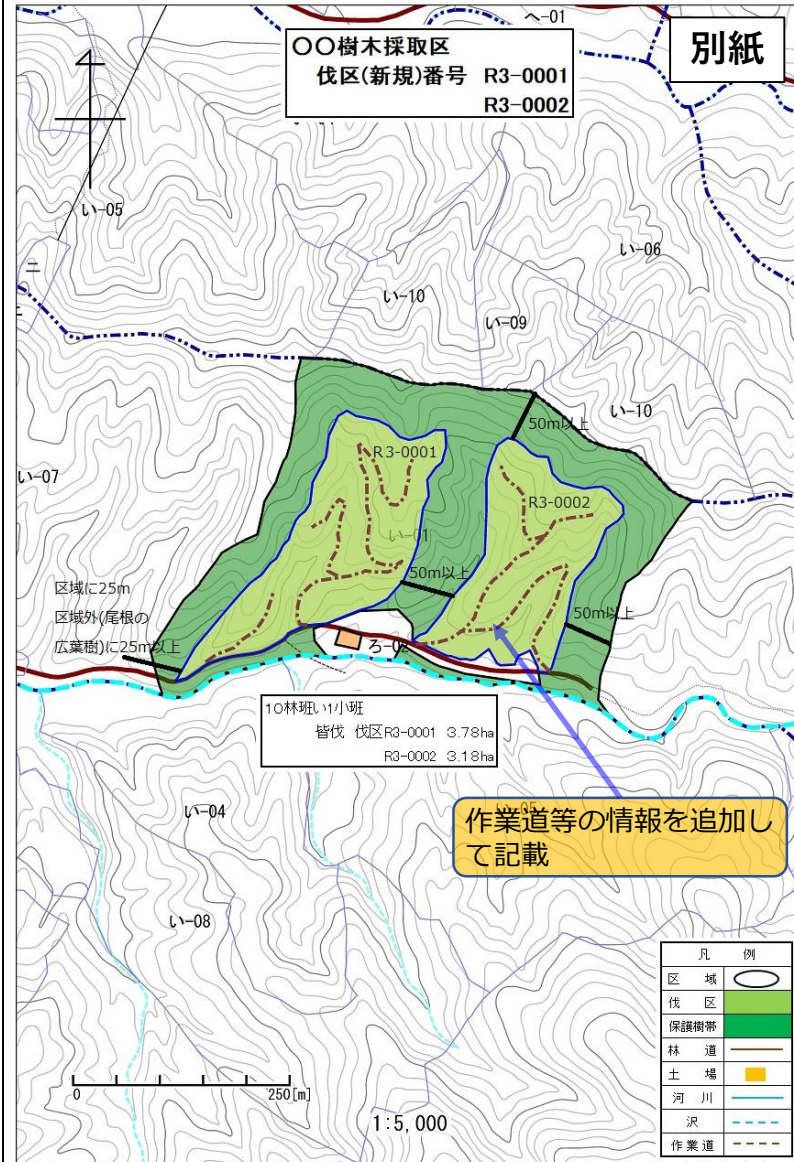 へ-01
〇〇樹木採取区
伐区(新規)番号 R3-0001
R3-0002
別紙
い-05
い-06
ニ
い-10
い-09
い-10
50m以上
い-07
R3-0001
R3-0002
い-01
50m以上
50m以上
区域に25m
区域外(尾根の
広葉樹)に25m以上
ろ-02
10林班い1小班
皆伐 伐区R3-0001 3.78ha
R3-0002 3.18ha
い-04
い-05
作業道等の情報を追加し
て記載
い-08
凡 例
区 域
伐 区
保護樹帯
林 道
土 場
河 川
沢
作業道
0 250[m]
1:5,000